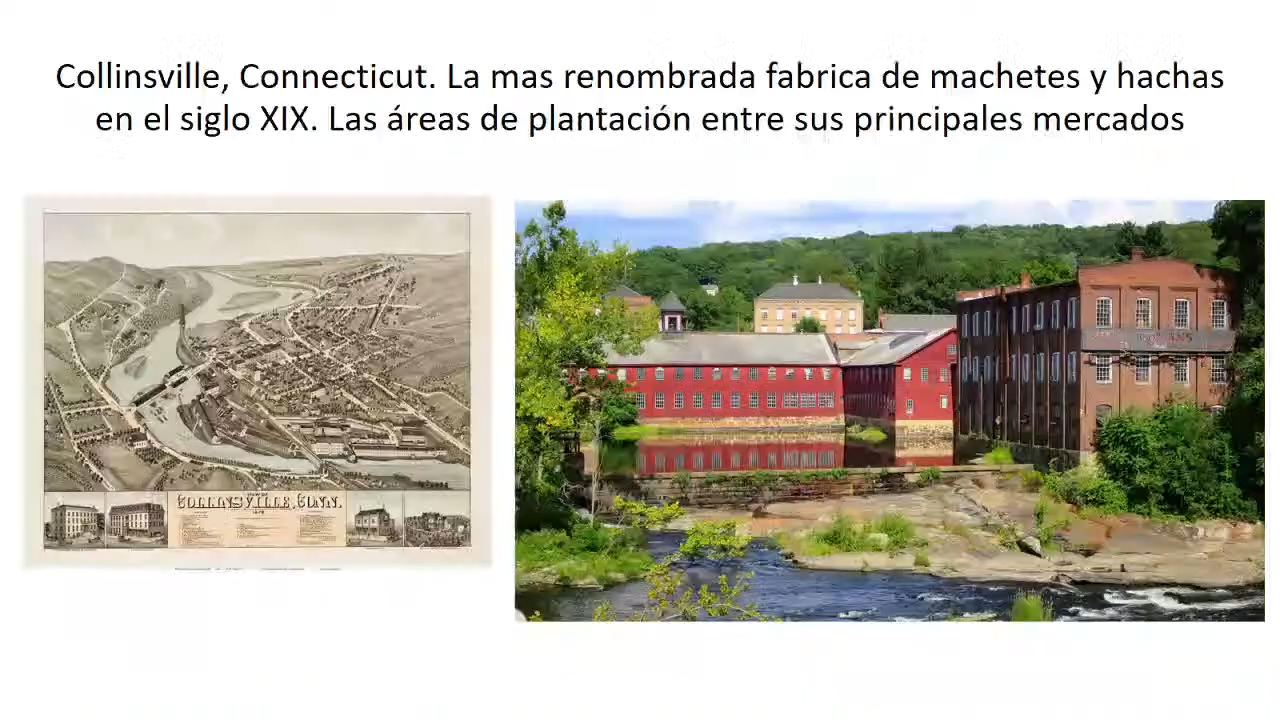 Collinsville, Connecticut. La mas renombrada fabrica de machetes y hachas
en el siglo XIX. Las áreas de plantación entre sus principales mercados
COLLINSVILLE, CONN.